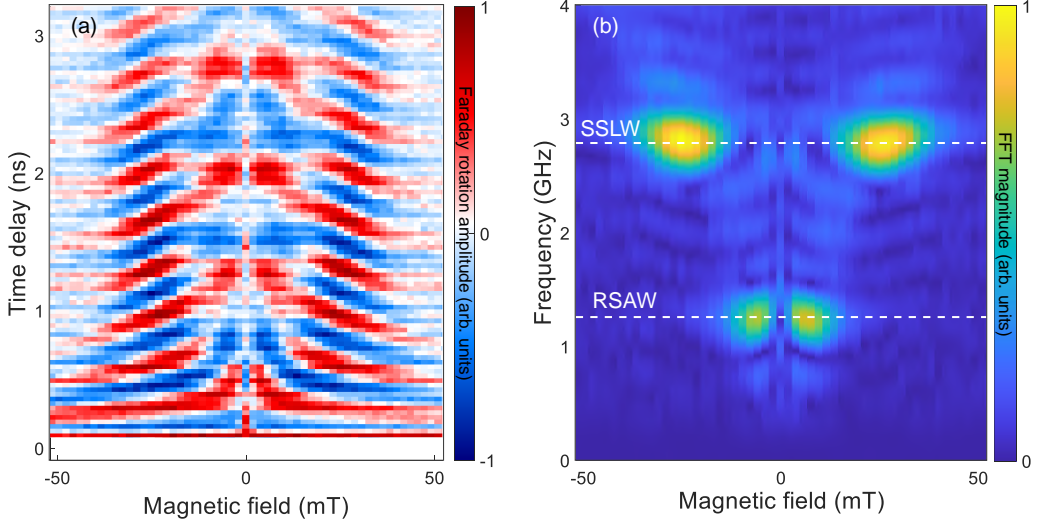 (a)
3
2
1
0
Time delay (ns)
-50
0
50
Magnetic field (mT)
1
0
-1
Faraday rotation amplitude (arb. units)
(b)
4
3
2
1
0
Frequency (GHz)
SSLW
RSAW
-50
0
50
Magnetic field (mT)
1
0
FFT magnitude (arb. units)